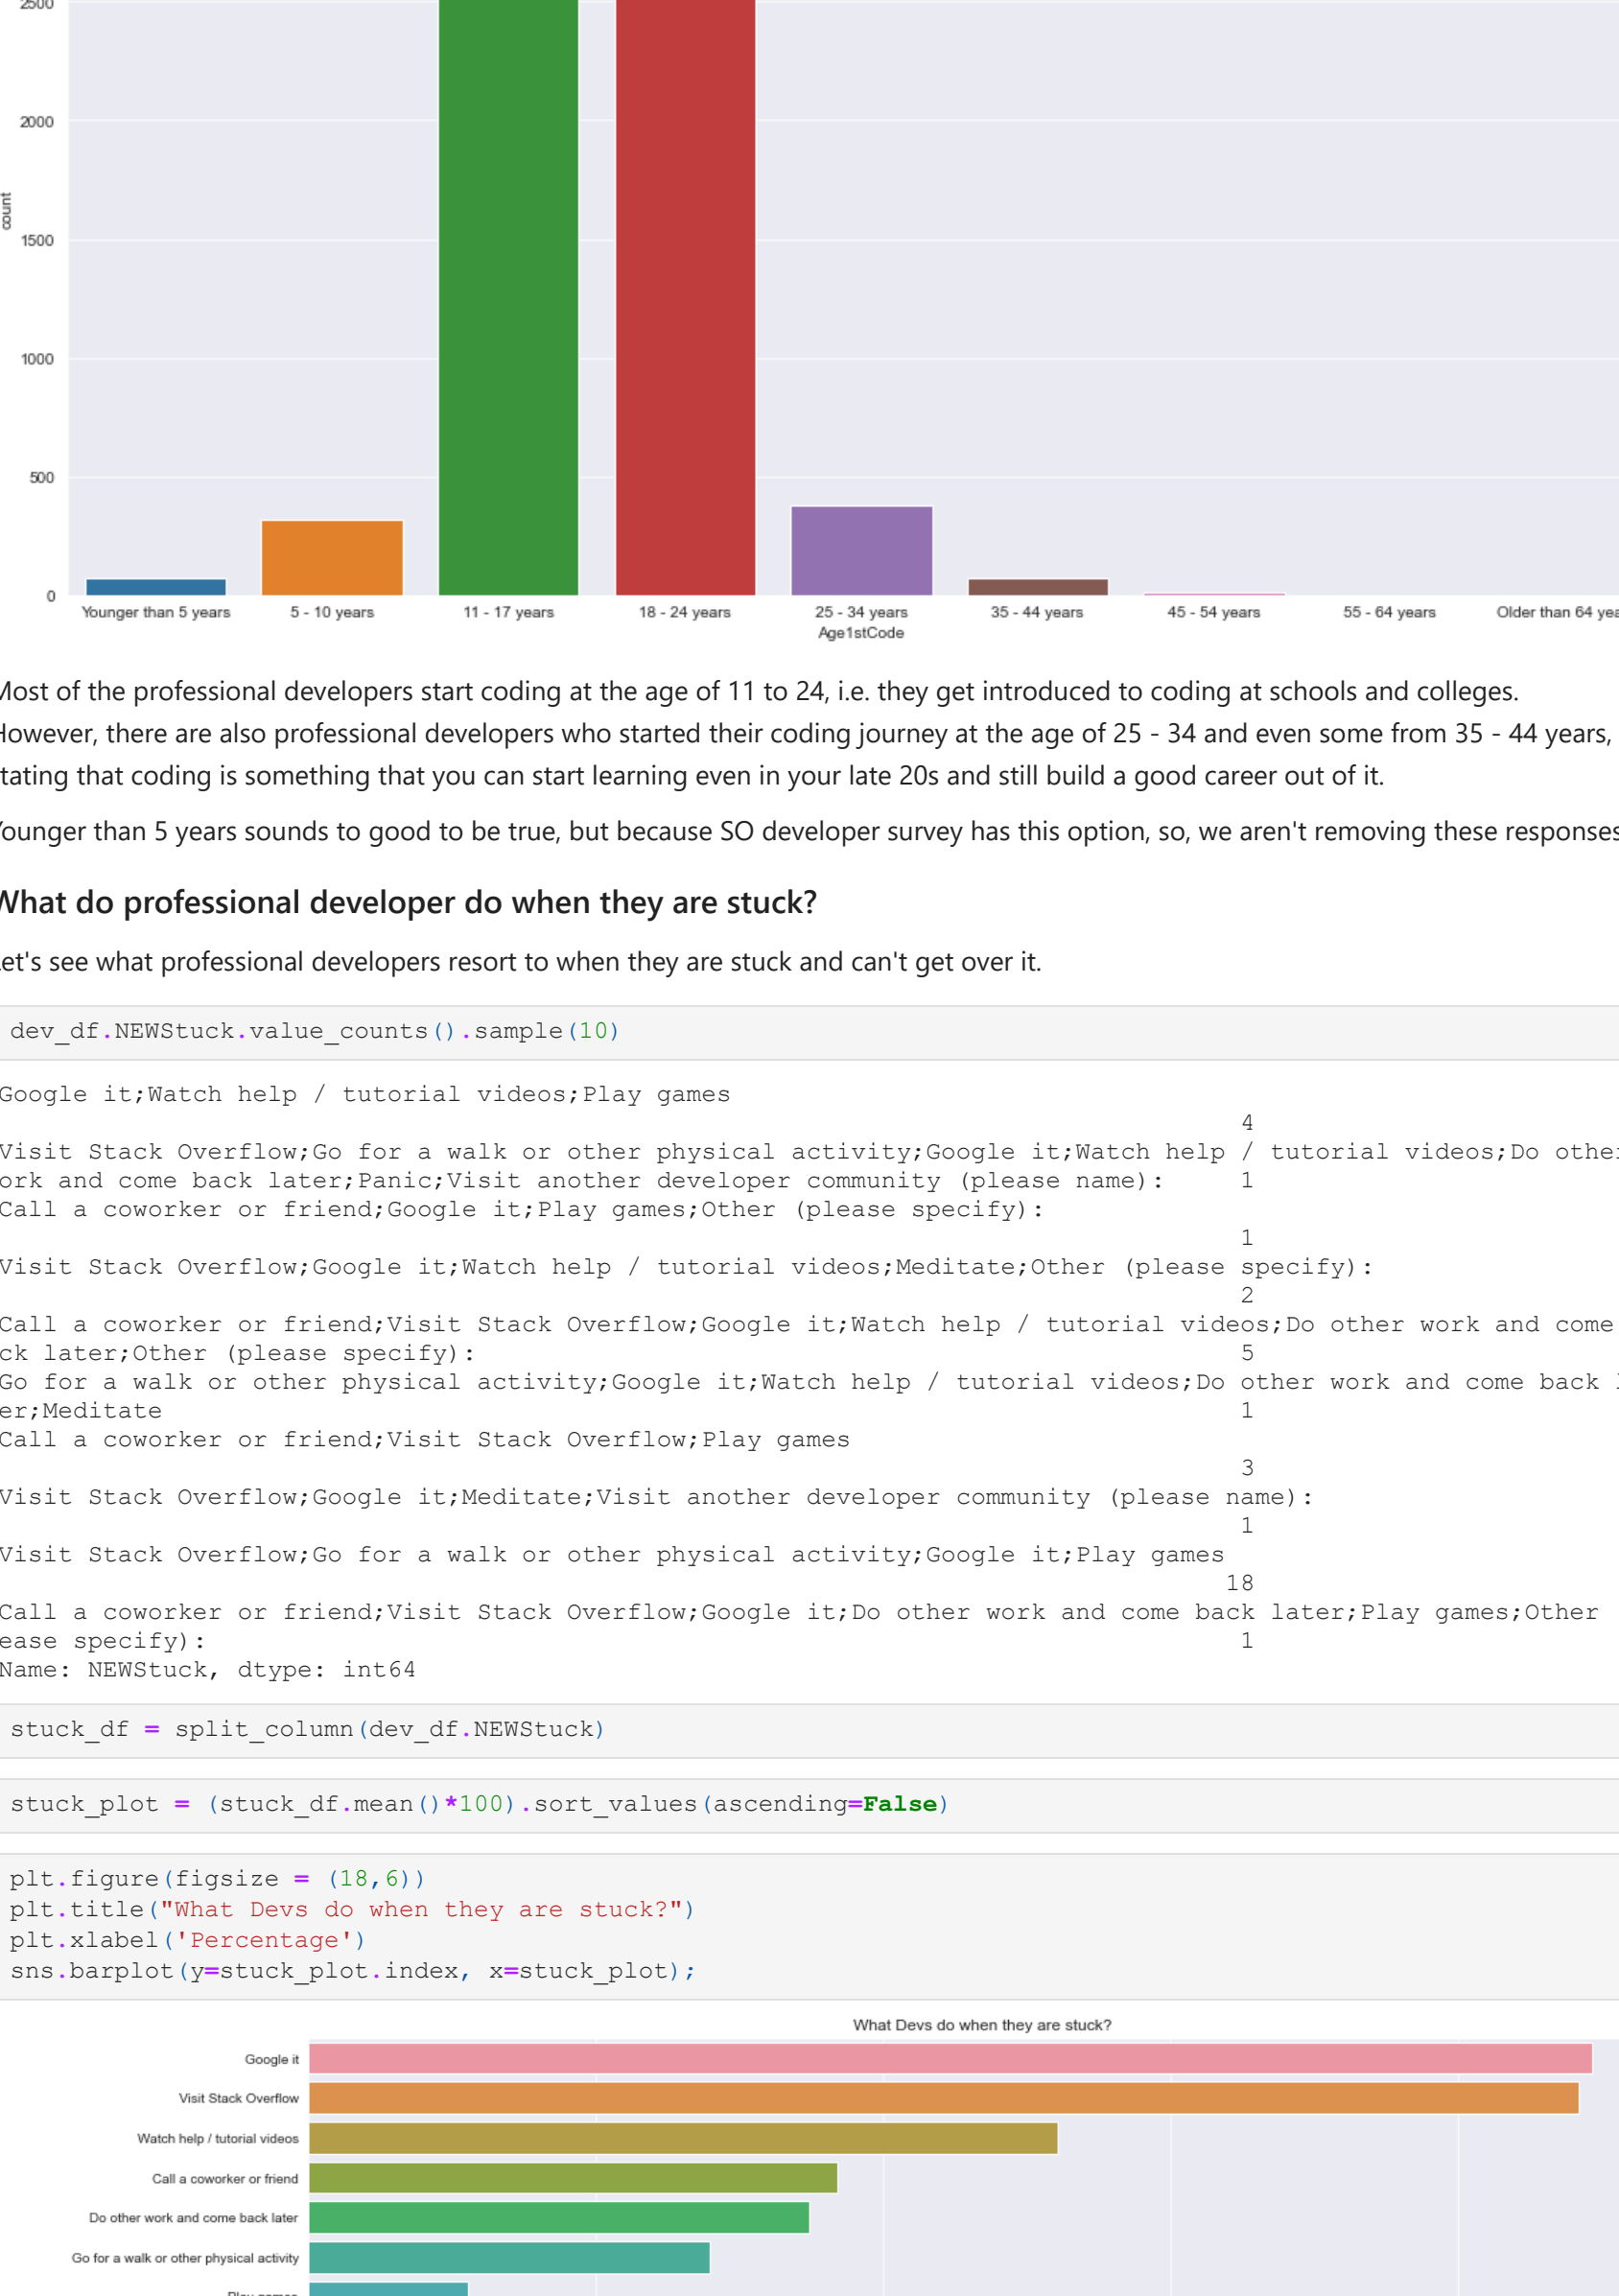 2500
2000
count
1500
1000
500
0
Younger than 5 years 5 - 10 years 11 - 17 years 18 - 24 years 25 - 34 years 35 - 44 years 45 - 54 years 55 - 64 years Older than 64 yea
Age1stCode
Most of the professional developers start coding at the age of 11 to 24, i.e. they get introduced to coding at schools and colleges.
However, there are also professional developers who started their coding journey at the age of 25 - 34 and even some from 35 - 44 years,
tating that coding is something that you can start learning even in your late 20s and still build a good career out of it.
Younger than 5 years sounds to good to be true, but because SO developer survey has this option, so, we aren't removing these responses
What do professional developer do when they are stuck?
Let's see what professional developers resort to when they are stuck and can't get over it.
dev_df.NEWStuck.value_counts().sample(10)
Google it;Watch help / tutorial videos;Play games
4
Visit Stack Overflow;Go for a walk or other physical activity;Google it;Watch help / tutorial videos;Do other
ork and come back later;Panic;Visit another developer community (please name): 1
Call a coworker or friend;Google it;Play games;Other (please specify):
1
Visit Stack Overflow;Google it;Watch help / tutorial videos;Meditate;Other (please specify):
2
Call a coworker or friend;Visit Stack Overflow;Google it;Watch help / tutorial videos;Do other work and come
ck later;Other (please specify): 5
Go for a walk or other physical activity;Google it;Watch help / tutorial videos;Do other work and come back
er;Meditate 1
Call a coworker or friend;Visit Stack Overflow;Play games
3
Visit Stack Overflow;Google it;Meditate;Visit another developer community (please name):
1
Visit Stack Overflow;Go for a walk or other physical activity;Google it;Play games
18
Call a coworker or friend;Visit Stack Overflow;Google it;Do other work and come back later;Play games;Other
ease specify): 1
Name: NEWStuck, dtype: int64
stuck_df = split_column(dev_df.NEWStuck)
stuck_plot = (stuck_df.mean()*100).sort_values(ascending=False)
plt.figure(figsize = (18,6))
plt.title("What Devs do when they are stuck?")
plt.xlabel('Percentage')
sns.barplot(y=stuck_plot.index, x=stuck_plot);
What Devs do when they are stuck?
Google it
Visit Stack Overflow
Watch help / tutorial videos
Call a coworker or friend
Do other work and come back later
Go for a walk or other physical activity
Play games